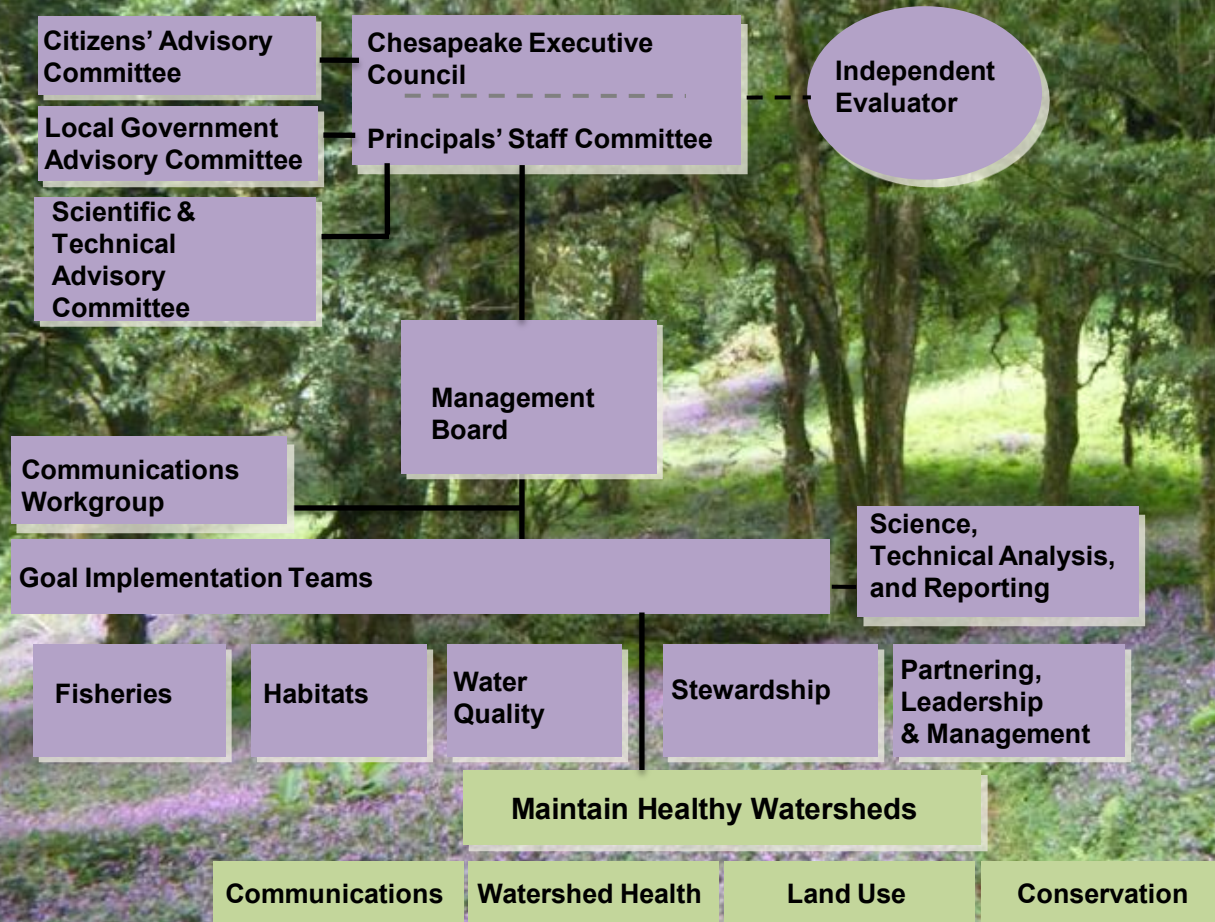 Citizens' Advisory
Committee
Chesapeake Executive
Council
Independent
Evaluator
Local Government
Advisory Committee
Principals' Staff Committee
Scientific &
Technical
Advisory
Committee
Management
Board
Communications
Workgroup
Science,
Technical Analysis,
and Reporting
Goal Implementation Teams
Fisheries
Habitats
Water
Quality
Stewardship
Partnering,
Leadership
& Management
Maintain Healthy Watersheds
Communications
Watershed Health
Land Use
Conservation